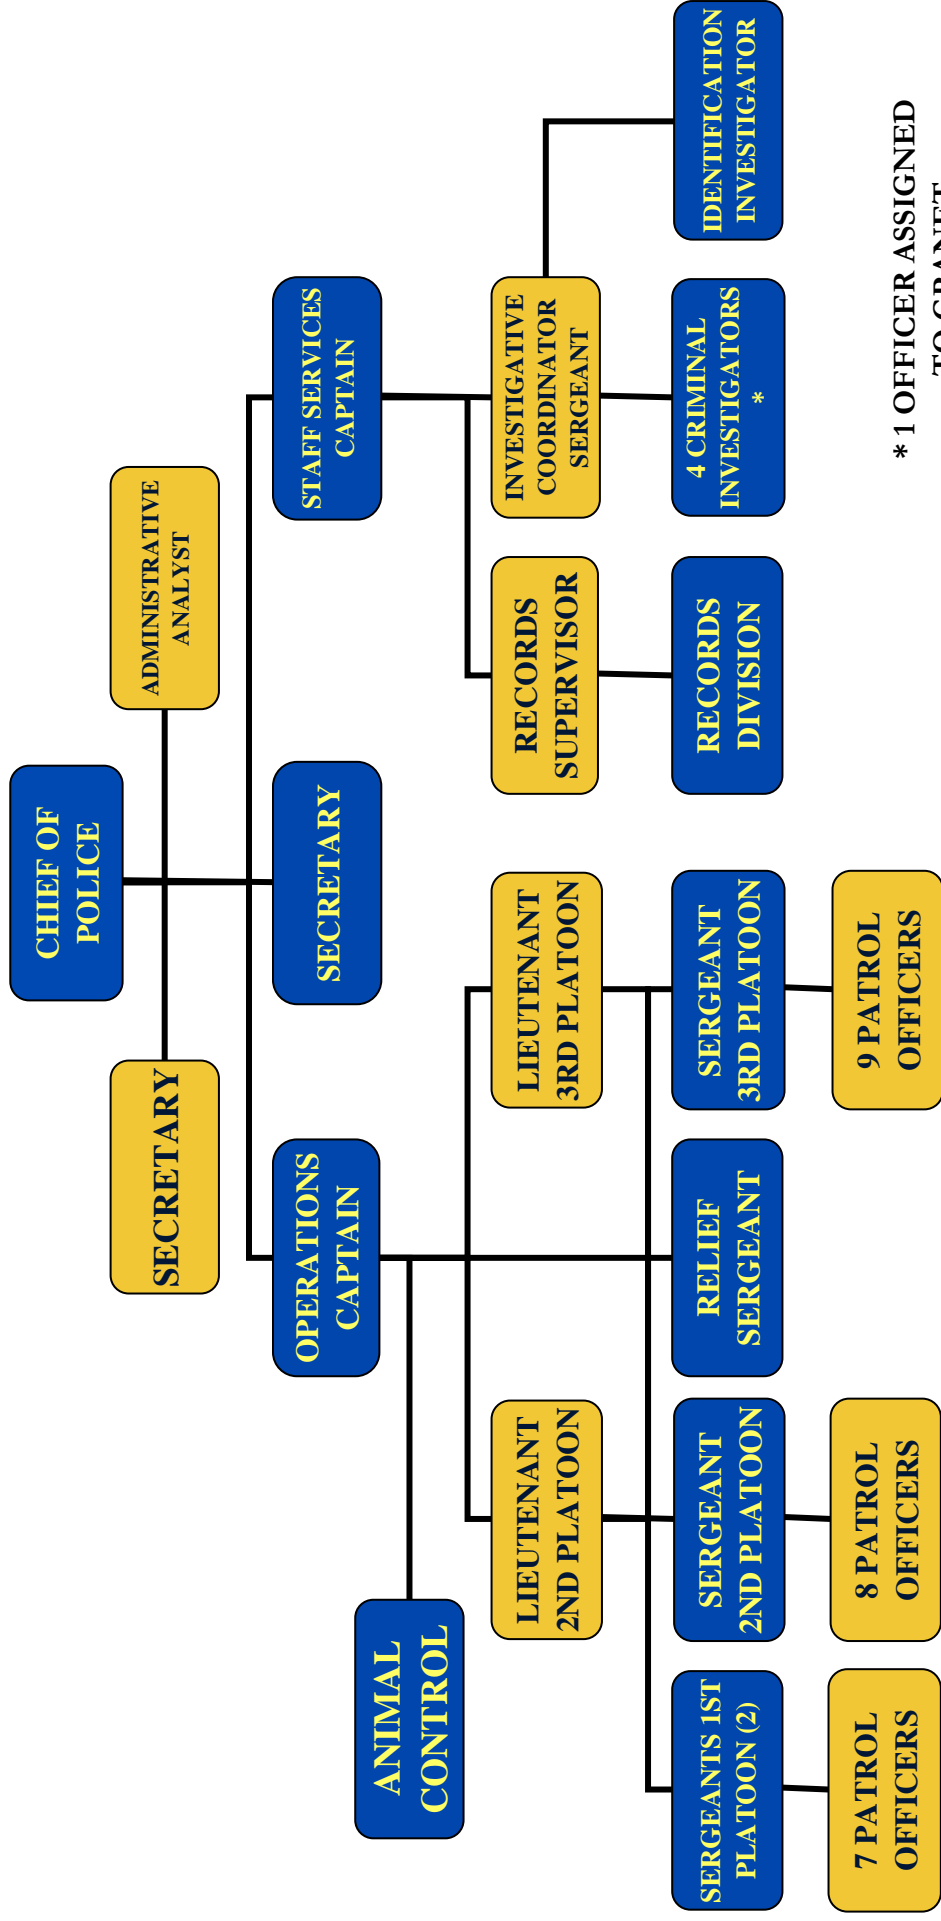 CHIEF OF
POLICE
SECRETARY
ADMINISTRATIVE
ANALYST
OPERATIONS
CAPTAIN
SECRETARY
STAFF SERVICES
CAPTAIN
ANIMAL
CONTROL
LIEUTENANT
2ND PLATOON
LIEUTENANT
3RD PLATOON
RECORDS
SUPERVISOR
INVESTIGATIVE
COORDINATOR
SERGEANT
SERGEANTS 1ST
PLATOON (2)
SERGEANT
2ND PLATOON
RELIEF
SERGEANT
SERGEANT
3RD PLATOON
RECORDS
DIVISION
4 CRIMINAL
INVESTIGATORS
*
IDENTIFICATION
INVESTIGATOR
7 PATROL
OFFICERS
8 PATROL
OFFICERS
9 PATROL
OFFICERS
* 1 OFFICER ASSIGNED
TO GRANET